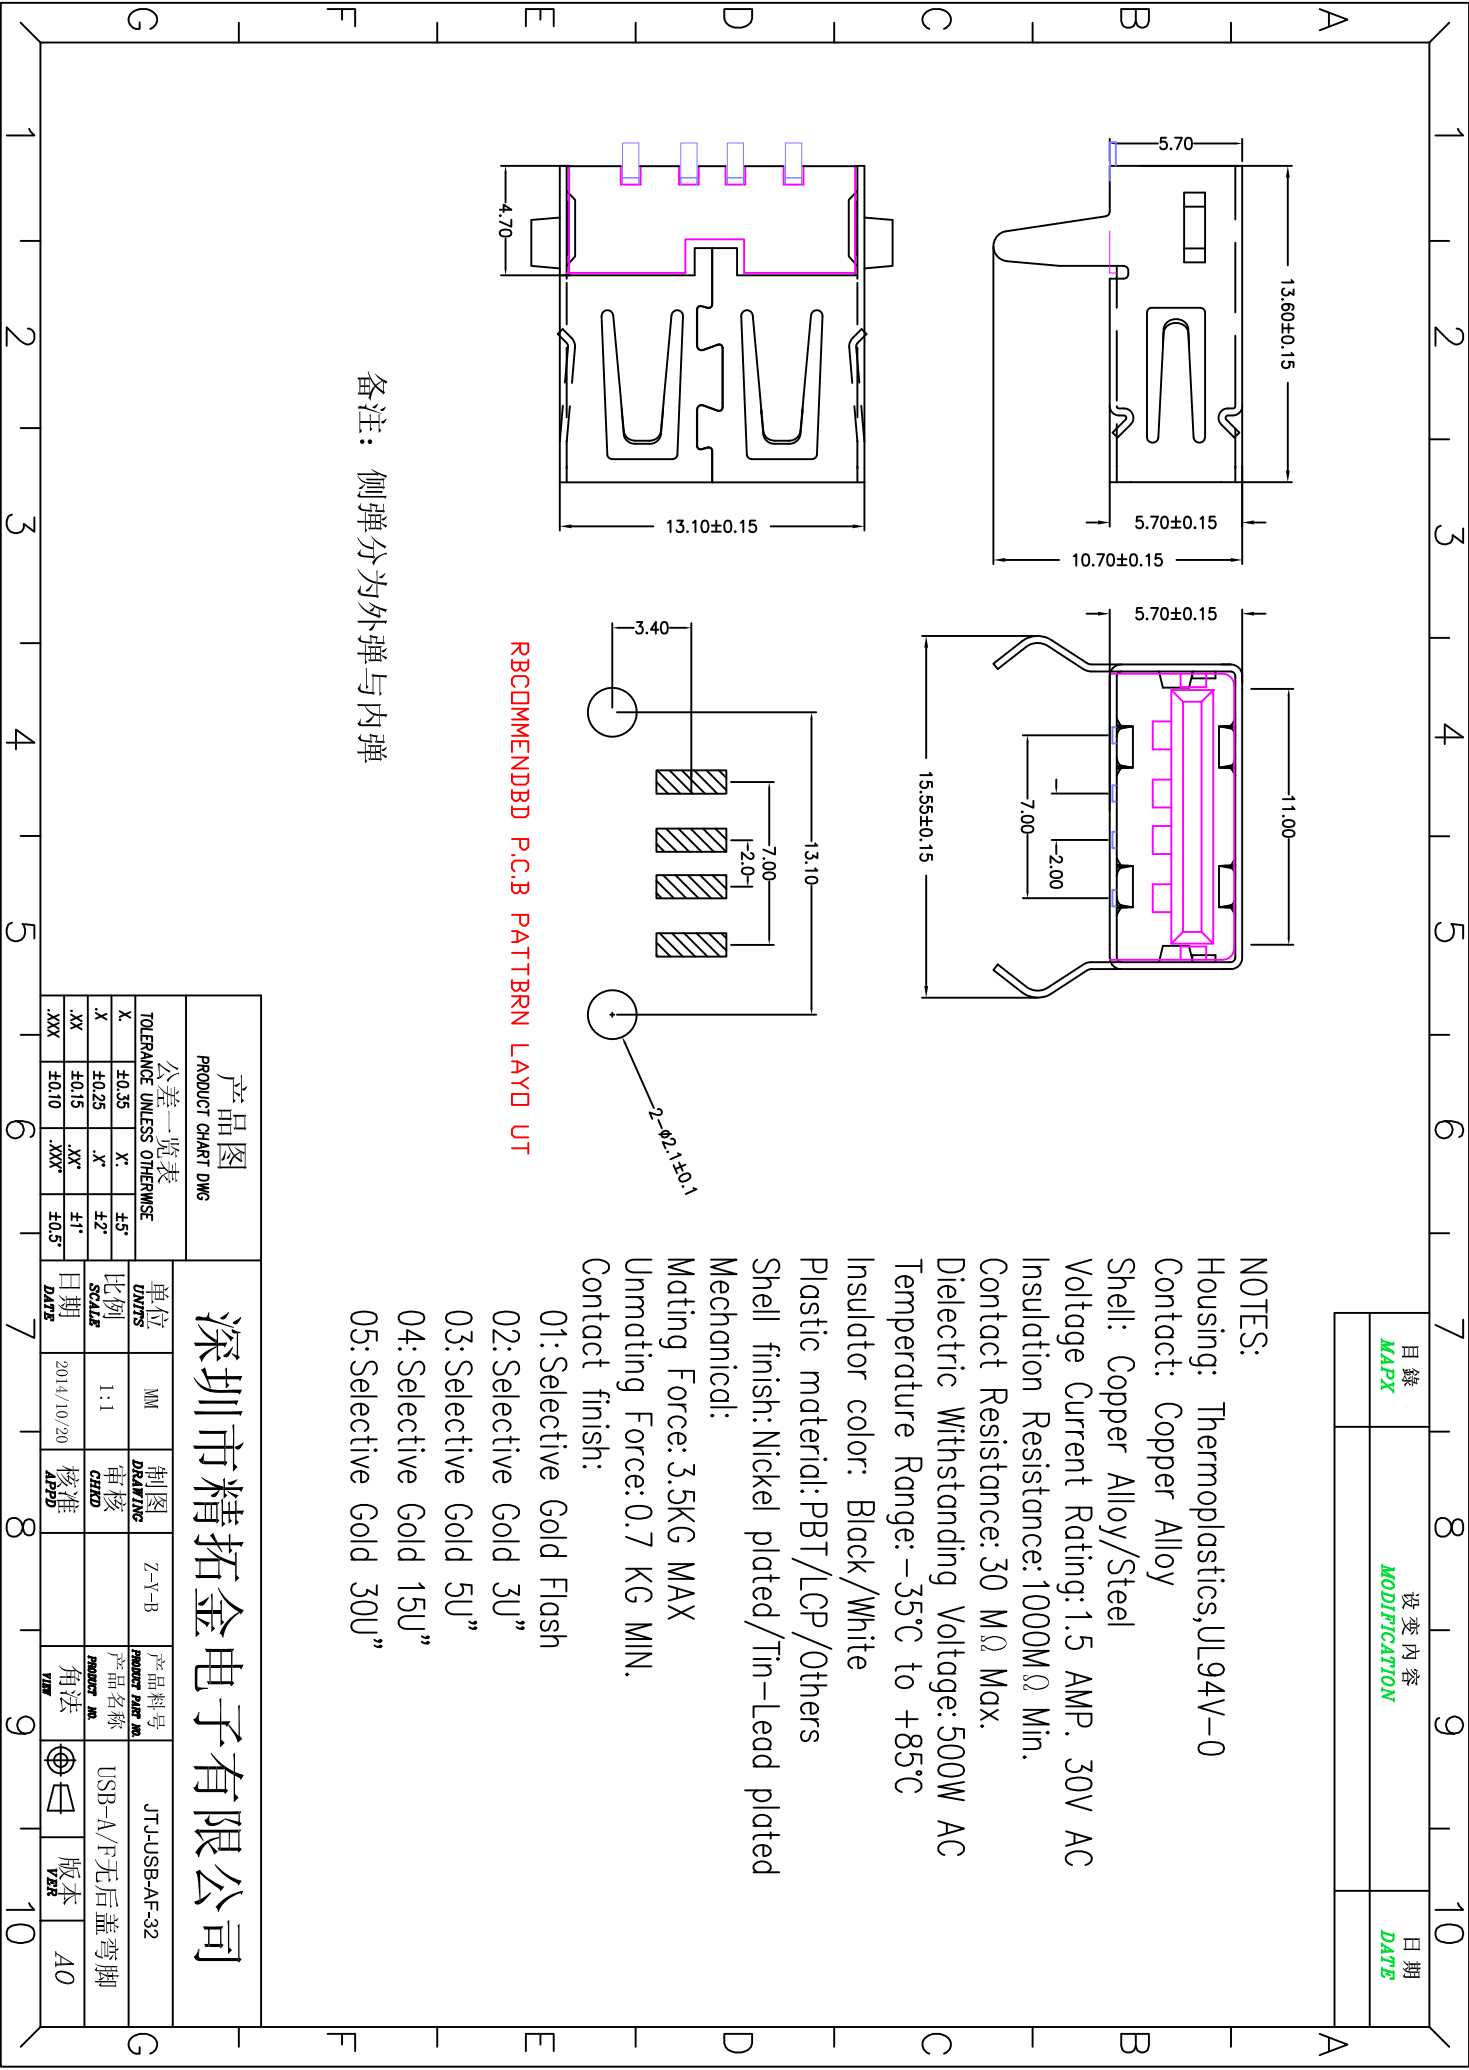 1 2 3 4 5 6 7 8 9 10
A
B
C
D
E
F
G
目錄
MAPX
设变内容
MODIFICATION
日期
DATE
13.60±0.15
5.70
5.70±0.15
10.70±0.15
11.00
5.70±0.15
2.00
7.00
15.55±0.15
4.70
13.10±0.15
13.10
7.00
2.0
3.40
2-ø2.1±0.1
RBCOMMENDBD P.C.B PATTBRN LAYO UT
备注：侧弹分为外弹与内弹
NOTES:
Housing: Thermoplastics,UL94V-0
Contact: Copper Alloy
Shell: Copper Alloy/Steel
Voltage Current Rating:1.5 AMP. 30V AC
Insulation Resistance:1000MΩ Min.
Contact Resistance:30 MΩ Max.
Dielectric Withstanding Voltage:500W AC
Temperature Range:-35℃ to +85℃
Insulator color: Black/White
Plastic material:PBT/LCP/Others
Shell finish:Nickel plated/Tin-Lead plated
Mechanical:
Mating Force:3.5KG MAX
Unmating Force:0.7 KG MIN.
Contact finish:
01:Selective Gold Flash
02:Selective Gold 3U"
03:Selective Gold 5U"
04:Selective Gold 15U"
05:Selective Gold 30U"
产品图
PRODUCT CHART DWG
公差一览表
TOLERANCE UNLESS OTHERWISE
X. ±0.35 X.° ±5°
.X ±0.25 .X° ±2°
.XX ±0.15 .XX° ±1°
.XXX ±0.10 .XXX° ±0.5°
深圳市精拓金电子有限公司
单位 MM 制图 Z-Y-B 产品料号 JTJ-USB-AF-32
UNITS DRAWING PRODUCT PART NO.
比例 1:1 审核 产品名称 USB-A/F无后盖弯脚
SCALE CHKD PRODUCT NO.
日期 2014/10/20 核准 角法 版本 A0
DATE APPD VIEW VER
A
B
C
D
E
F
G
1 2 3 4 5 6 7 8 9 10